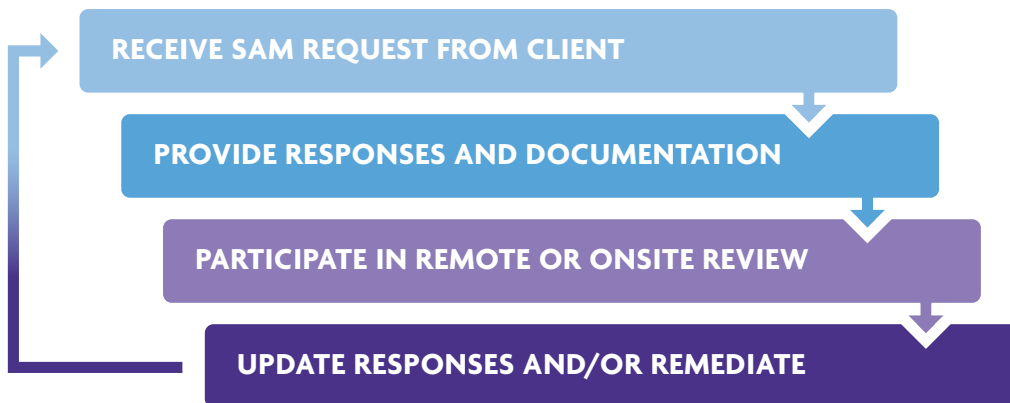 RECEIVE SAM REQUEST FROM CLIENT
PROVIDE RESPONSES AND DOCUMENTATION
PARTICIPATE IN REMOTE OR ONSITE REVIEW
UPDATE RESPONSES AND/OR REMEDIATE